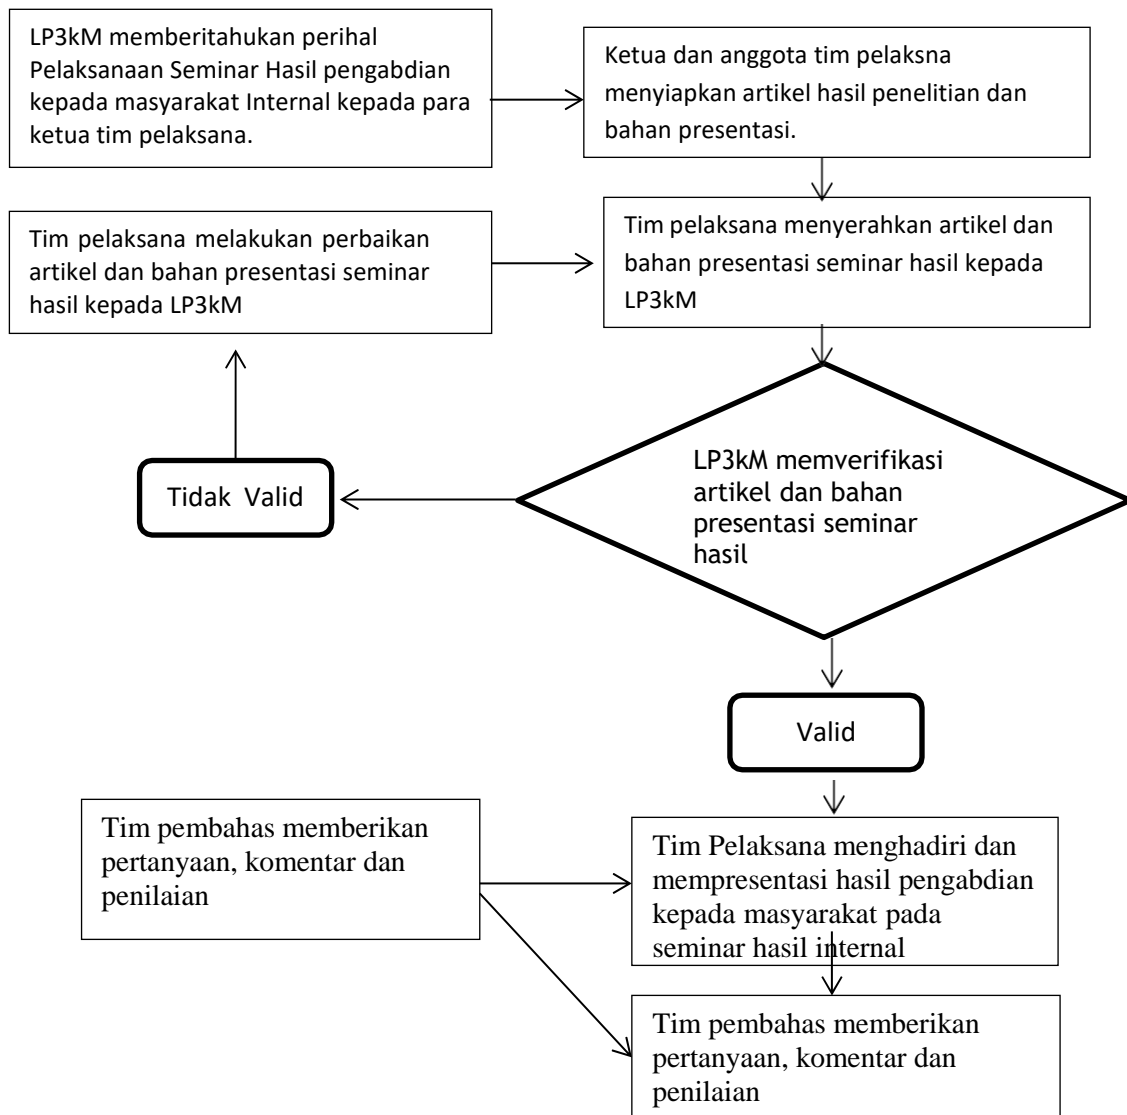 LP3kM memberitahukan perihal
Pelaksanaan Seminar Hasil pengabdian
kepada masyarakat Internal kepada para
ketua tim pelaksana.
Ketua dan anggota tim pelaksna
menyiapkan artikel hasil penelitian dan
bahan presentasi.
Tim pelaksana melakukan perbaikan
artikel dan bahan presentasi seminar
hasil kepada LP3kM
Tim pelaksana menyerahkan artikel dan
bahan presentasi seminar hasil kepada
LP3kM
LP3kM memverifikasi
artikel dan bahan
presentasi seminar
hasil
Tidak Valid
Valid
Tim pembahas memberikan
pertanyaan, komentar dan
penilaian
Tim Pelaksana menghadiri dan
mempresentasi hasil pengabdian
kepada masyarakat pada
seminar hasil internal
Tim pembahas memberikan
pertanyaan, komentar dan
penilaian